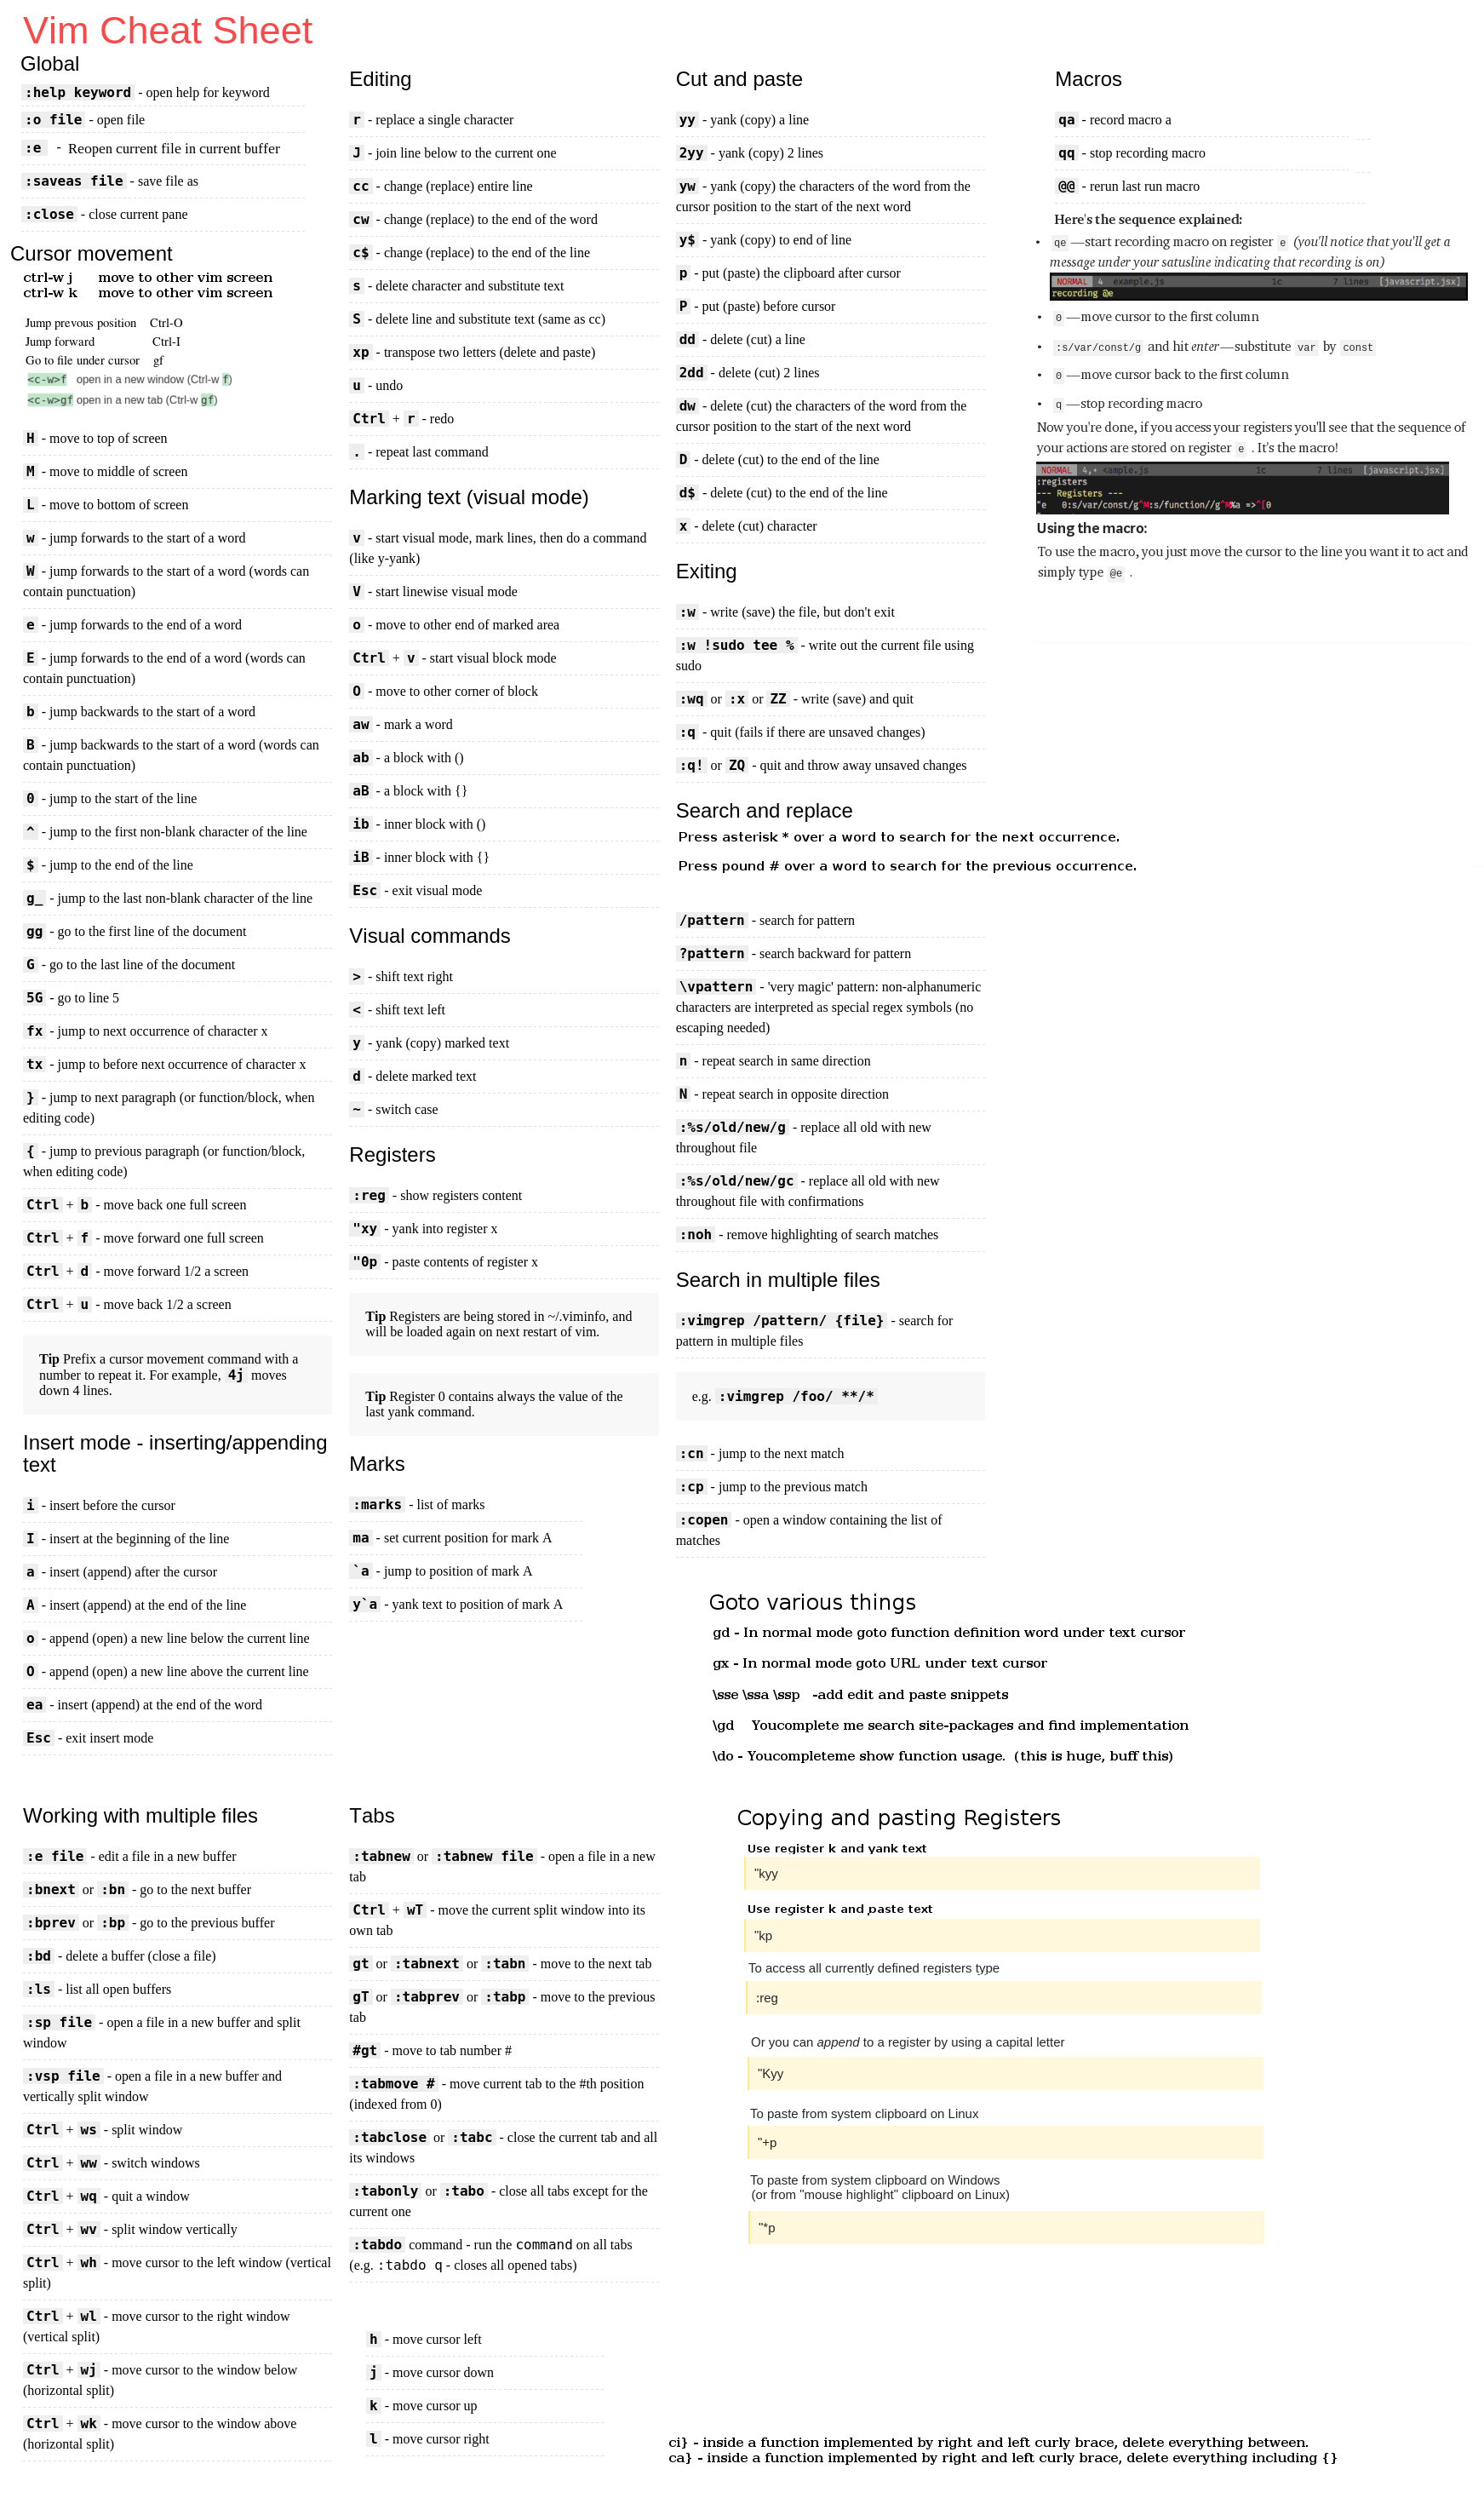 Vim Cheat Sheet
Global
:help keyword - open help for keyword
:o file - open file
:e - Reopen current file in current buffer
:saveas file - save file as
:close - close current pane
Cursor movement
ctrl-w j move to other vim screen
ctrl-w k move to other vim screen
Jump prevous position Ctrl-O
Jump forward Ctrl-I
Go to file under cursor gf
<c-w>f open in a new window (Ctrl-w f)
<c-w>gf open in a new tab (Ctrl-w gf)
H - move to top of screen
M - move to middle of screen
L - move to bottom of screen
w - jump forwards to the start of a word
W - jump forwards to the start of a word (words can
contain punctuation)
e - jump forwards to the end of a word
E - jump forwards to the end of a word (words can
contain punctuation)
b - jump backwards to the start of a word
B - jump backwards to the start of a word (words can
contain punctuation)
0 - jump to the start of the line
^ - jump to the first non-blank character of the line
$ - jump to the end of the line
g_ - jump to the last non-blank character of the line
gg - go to the first line of the document
G - go to the last line of the document
5G - go to line 5
fx - jump to next occurrence of character x
tx - jump to before next occurrence of character x
} - jump to next paragraph (or function/block, when
editing code)
{ - jump to previous paragraph (or function/block,
when editing code)
Ctrl + b - move back one full screen
Ctrl + f - move forward one full screen
Ctrl + d - move forward 1/2 a screen
Ctrl + u - move back 1/2 a screen
Tip Prefix a cursor movement command with a
number to repeat it. For example, 4j moves
down 4 lines.
Insert mode - inserting/appending
text
i - insert before the cursor
I - insert at the beginning of the line
a - insert (append) after the cursor
A - insert (append) at the end of the line
o - append (open) a new line below the current line
O - append (open) a new line above the current line
ea - insert (append) at the end of the word
Esc - exit insert mode
Editing
r - replace a single character
J - join line below to the current one
cc - change (replace) entire line
cw - change (replace) to the end of the word
c$ - change (replace) to the end of the line
s - delete character and substitute text
S - delete line and substitute text (same as cc)
xp - transpose two letters (delete and paste)
u - undo
Ctrl + r - redo
. - repeat last command
Marking text (visual mode)
v - start visual mode, mark lines, then do a command
(like y-yank)
V - start linewise visual mode
o - move to other end of marked area
Ctrl + v - start visual block mode
O - move to other corner of block
aw - mark a word
ab - a block with ()
aB - a block with {}
ib - inner block with ()
iB - inner block with {}
Esc - exit visual mode
Visual commands
> - shift text right
< - shift text left
y - yank (copy) marked text
d - delete marked text
~ - switch case
Registers
:reg - show registers content
"xy - yank into register x
"0p - paste contents of register x
Tip Registers are being stored in ~/.viminfo, and
will be loaded again on next restart of vim.
Tip Register 0 contains always the value of the
last yank command.
Marks
:marks - list of marks
ma - set current position for mark A
`a - jump to position of mark A
y`a - yank text to position of mark A
Cut and paste
yy - yank (copy) a line
2yy - yank (copy) 2 lines
yw - yank (copy) the characters of the word from the
cursor position to the start of the next word
y$ - yank (copy) to end of line
p - put (paste) the clipboard after cursor
P - put (paste) before cursor
dd - delete (cut) a line
2dd - delete (cut) 2 lines
dw - delete (cut) the characters of the word from the
cursor position to the start of the next word
D - delete (cut) to the end of the line
d$ - delete (cut) to the end of the line
x - delete (cut) character
Exiting
:w - write (save) the file, but don't exit
:w !sudo tee % - write out the current file using
sudo
:wq or :x or ZZ - write (save) and quit
:q - quit (fails if there are unsaved changes)
:q! or ZQ - quit and throw away unsaved changes
Search and replace
Press asterisk * over a word to search for the next occurrence.
Press pound # over a word to search for the previous occurrence.
/pattern - search for pattern
?pattern - search backward for pattern
\vpattern - 'very magic' pattern: non-alphanumeric
characters are interpreted as special regex symbols (no
escaping needed)
n - repeat search in same direction
N - repeat search in opposite direction
:%s/old/new/g - replace all old with new
throughout file
:%s/old/new/gc - replace all old with new
throughout file with confirmations
:noh - remove highlighting of search matches
Search in multiple files
:vimgrep /pattern/ {file} - search for
pattern in multiple files
e.g. :vimgrep /foo/ **/*
:cn - jump to the next match
:cp - jump to the previous match
:copen - open a window containing the list of
matches
Macros
qa - record macro a
qq - stop recording macro
@@ - rerun last run macro
Here's the sequence explained:
• qe —start recording macro on register e (you'll notice that you'll get a
message under your satusline indicating that recording is on)
NORMAL 4 example.js 1c 7 lines [javascript.jsx]
recording @e
• 0 —move cursor to the first column
• :s/var/const/g and hit enter—substitute var by const
• 0 —move cursor back to the first column
• q —stop recording macro
Now you're done, if you access your registers you'll see that the sequence of
your actions are stored on register e . It's the macro!
NORMAL 4,+ <ample.js 1c 7 lines [javascript.jsx]
:registers
--- Registers ---
"e 0:s/var/const/g^M:s/function//g^M%a =>^[0
Using the macro:
To use the macro, you just move the cursor to the line you want it to act and
simply type @e .
Goto various things
gd - In normal mode goto function definition word under text cursor
gx - In normal mode goto URL under text cursor
\sse \ssa \ssp -add edit and paste snippets
\gd Youcomplete me search site-packages and find implementation
\do - Youcompleteme show function usage. (this is huge, buff this)
Working with multiple files
:e file - edit a file in a new buffer
:bnext or :bn - go to the next buffer
:bprev or :bp - go to the previous buffer
:bd - delete a buffer (close a file)
:ls - list all open buffers
:sp file - open a file in a new buffer and split
window
:vsp file - open a file in a new buffer and
vertically split window
Ctrl + ws - split window
Ctrl + ww - switch windows
Ctrl + wq - quit a window
Ctrl + wv - split window vertically
Ctrl + wh - move cursor to the left window (vertical
split)
Ctrl + wl - move cursor to the right window
(vertical split)
Ctrl + wj - move cursor to the window below
(horizontal split)
Ctrl + wk - move cursor to the window above
(horizontal split)
Tabs
:tabnew or :tabnew file - open a file in a new
tab
Ctrl + wT - move the current split window into its
own tab
gt or :tabnext or :tabn - move to the next tab
gT or :tabprev or :tabp - move to the previous
tab
#gt - move to tab number #
:tabmove # - move current tab to the #th position
(indexed from 0)
:tabclose or :tabc - close the current tab and all
its windows
:tabonly or :tabo - close all tabs except for the
current one
:tabdo command - run the command on all tabs
(e.g. :tabdo q - closes all opened tabs)
h - move cursor left
j - move cursor down
k - move cursor up
l - move cursor right
Copying and pasting Registers
Use register k and yank text
"kyy
Use register k and paste text
"kp
To access all currently defined registers type
:reg
Or you can append to a register by using a capital letter
"Kyy
To paste from system clipboard on Linux
"+p
To paste from system clipboard on Windows
(or from "mouse highlight" clipboard on Linux)
"*p
ci} - inside a function implemented by right and left curly brace, delete everything between.
ca} - inside a function implemented by right and left curly brace, delete everything including {}